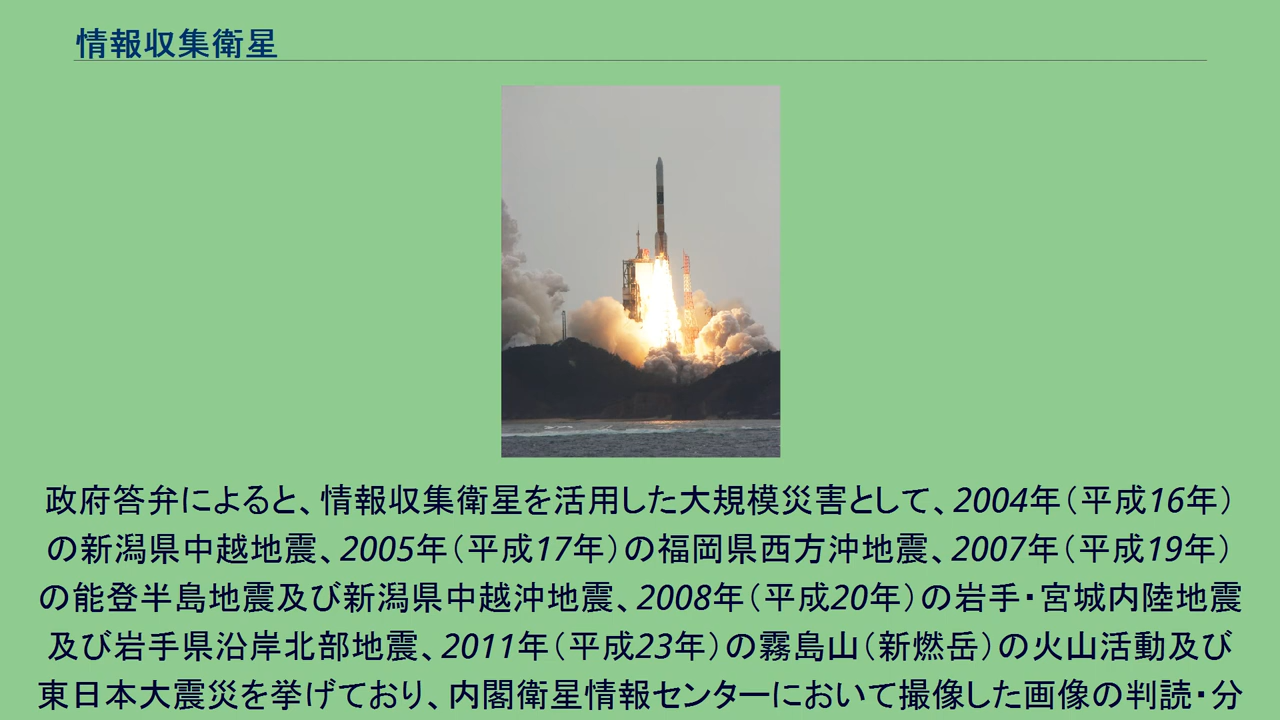 情報収集衛星
政府答弁によると、情報収集衛星を活用した大規模災害として、2004年（平成16年）
の新潟県中越地震、2005年（平成17年）の福岡県西方沖地震、2007年（平成19年）
の能登半島地震及び新潟県中越沖地震、2008年（平成20年）の岩手・宮城内陸地震
及び岩手県沿岸北部地震、2011年（平成23年）の霧島山（新燃岳）の火山活動及び
東日本大震災を挙げており、内閣衛星情報センターにおいて撮像した画像の判読・分